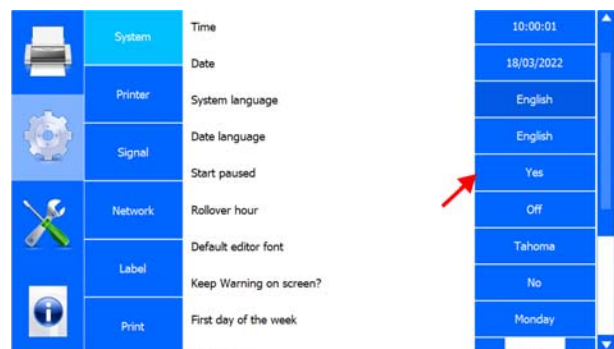 System
Printer
Signal
Network
Label
Print
Time 10:00:01
Date 18/03/2022
System language English
Date language English
Start paused Yes
Rollover hour Off
Default editor font Tahoma
Keep Warning on screen? No
First day of the week Monday